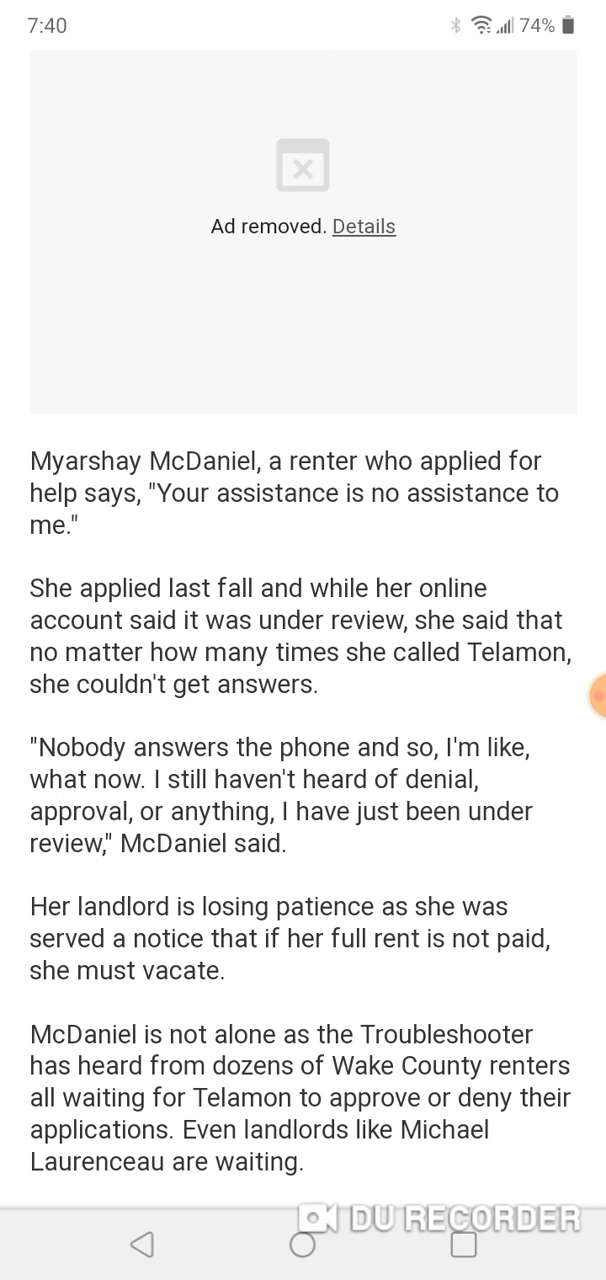 7:40
74%
Ad removed. Details
Myarshay McDaniel, a renter who applied for
help says, "Your assistance is no assistance to
me."
She applied last fall and while her online
account said it was under review, she said that
no matter how many times she called Telamon,
she couldn't get answers.
"Nobody answers the phone and so, I'm like,
what now. I still haven't heard of denial,
approval, or anything, I have just been under
review," McDaniel said.
Her landlord is losing patience as she was
served a notice that if her full rent is not paid,
she must vacate.
McDaniel is not alone as the Troubleshooter
has heard from dozens of Wake County renters
all waiting for Telamon to approve or deny their
applications. Even landlords like Michael
Laurenceau are waiting.
DU RECORDER